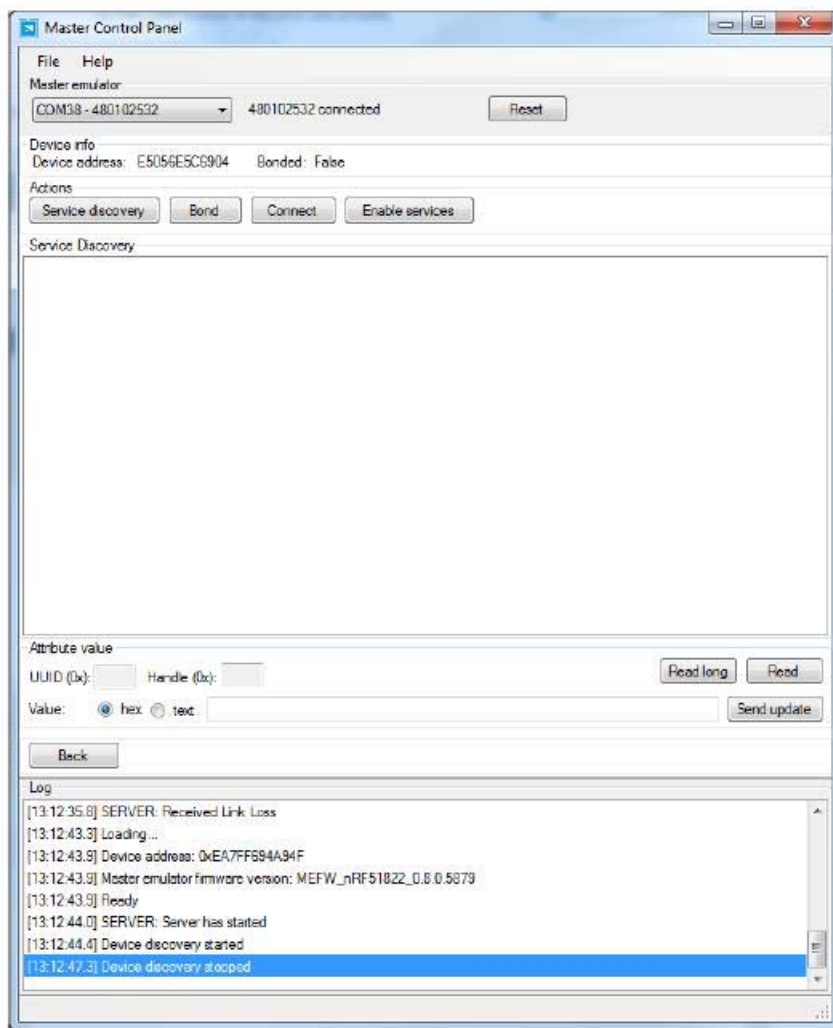 Master Control Panel
File Help
Master emulator
COM38 - 480102532 480102532 connected Reset
Device info
Device address: E5056E5C6904 Bonded: False
Actions
Service discovery Bond Connect Enable services
Service Discovery
Attribute value
UUID (0x): Handle (0x): Read long Read
Value: hex text Send update
Back
Log
[13:12:35.8] SERVER: Received Link Loss
[13:12:43.3] Loading...
[13:12:43.9] Device address: 0xEA7FF694A94F
[13:12:43.9] Master emulator firmware version: MEFW_nRF51822_0.8.0.5879
[13:12:43.9] Ready
[13:12:44.0] SERVER: Server has started
[13:12:44.4] Device discovery started
[13:12:47.3] Device discovery stopped